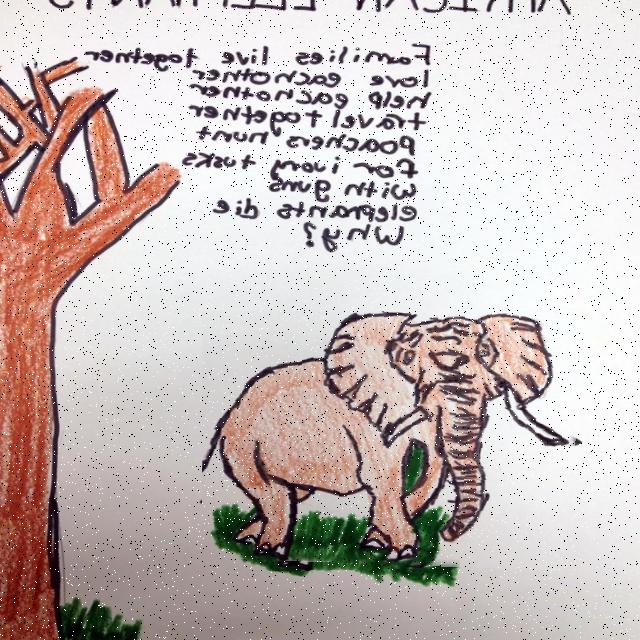 AFRICAN ELEPHANTS
Families live together
love eachother
help eachother
travel together
poachers hunt
for ivory tusks
with guns
elephants die
Why?